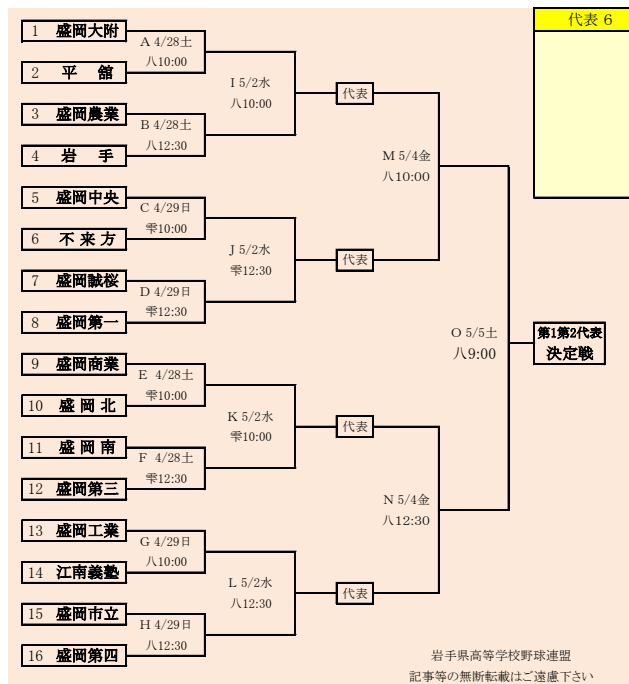 代表 6
1 盛岡大附
A 4/28土
八10:00
2 平 舘
I 5/2水
八10:00
代表
3 盛岡農業
B 4/28土
八12:30
4 岩 手
M 5/4金
八10:00
5 盛岡中央
C 4/29日
雫10:00
6 不 来 方
J 5/2水
雫12:30
代表
7 盛岡誠桜
D 4/29日
雫12:30
8 盛岡第一
O 5/5土
八9:00
第1第2代表
決定戦
9 盛岡商業
E 4/28土
雫10:00
10 盛 岡 北
K 5/2水
雫10:00
代表
11 盛 岡 南
F 4/28土
雫12:30
12 盛岡第三
N 5/4金
八12:30
13 盛岡工業
G 4/29日
八10:00
14 江南義塾
L 5/2水
八12:30
代表
15 盛岡市立
H 4/29日
八12:30
16 盛岡第四
岩手県高等学校野球連盟
記事等の無断転載はご遠慮下さい